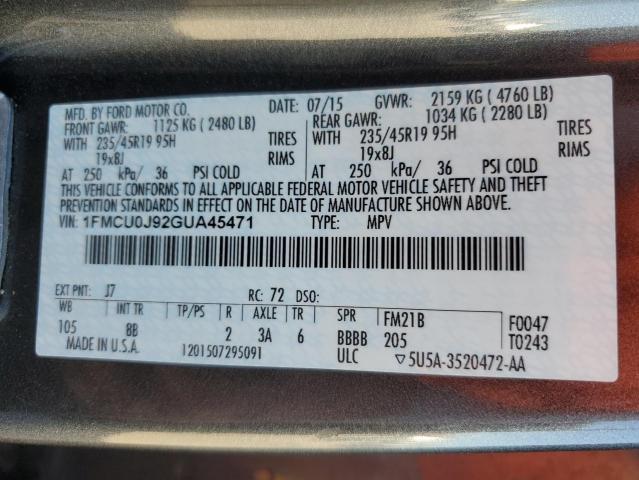 MFD. BY FORD MOTOR CO. DATE: 07/15 GVWR: 2159 KG ( 4760 LB)
FRONT GAWR: 1125 KG ( 2480 LB) REAR GAWR: 1034 KG ( 2280 LB)
WITH 235/45R19 95H TIRES WITH 235/45R19 95H TIRES
19x8J RIMS 19x8J RIMS
AT 250 kPa/ 36 PSI COLD AT 250 kPa/ 36 PSI COLD
THIS VEHICLE CONFORMS TO ALL APPLICABLE FEDERAL MOTOR VEHICLE SAFETY AND THEFT
PREVENTION STANDARDS IN EFFECT ON THE DATE OF MANUFACTURE SHOWN ABOVE.
VIN: 1FMCU0J92GUA45471 TYPE: MPV
EXT PNT: J7 RC: 72 DSO:
WB INT TR TP/PS R AXLE TR SPR FM21B F0047
105 8B 2 3A 6 BBBB 205 T0243
MADE IN U.S.A. 1201507295091 ULC ▽5U5A-3520472-AA